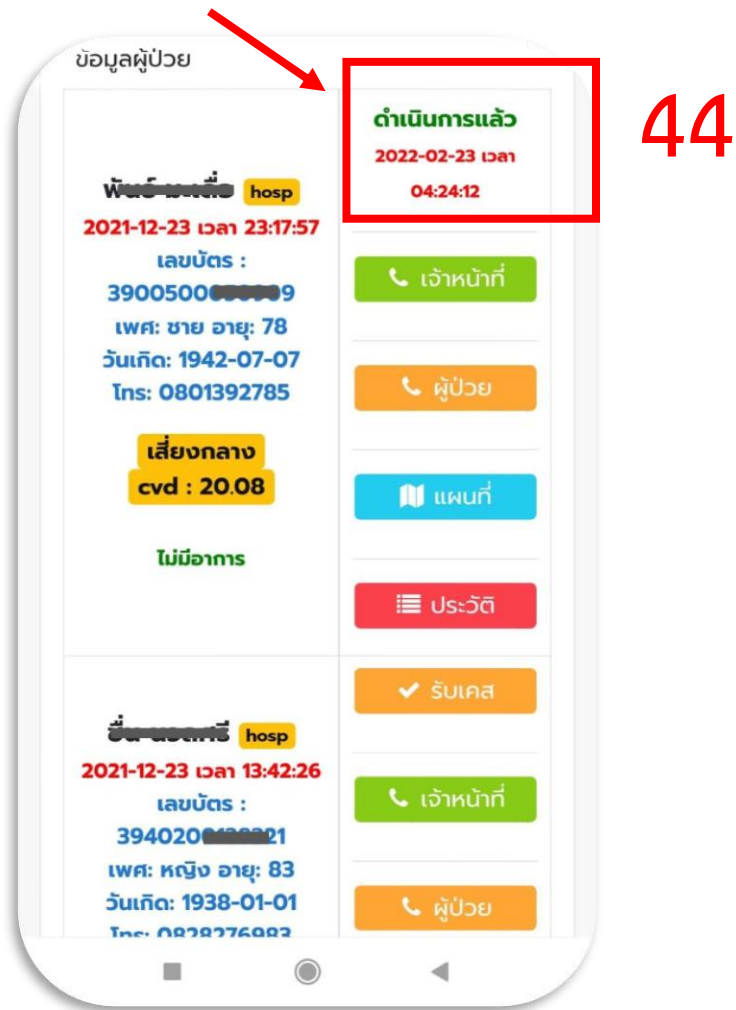 ข้อมูลผู้ป่วย
44
hosp
2021-12-23 เวลา 23:17:57
เลขบัตร :
3900500 9
เพศ: ชาย อายุ: 78
วันเกิด: 1942-07-07
โทร: 0801392785
เสี่ยงกลาง
cvd : 20.08
ไม่มีอาการ
ดำเนินการแล้ว
2022-02-23 เวลา
04:24:12
เจ้าหน้าที่
ผู้ป่วย
แผนที่
ประวัติ
hosp
2021-12-23 เวลา 13:42:26
เลขบัตร :
394020 21
เพศ: หญิง อายุ: 83
วันเกิด: 1938-01-01
โทร: 0828276983
รับเคส
เจ้าหน้าที่
ผู้ป่วย